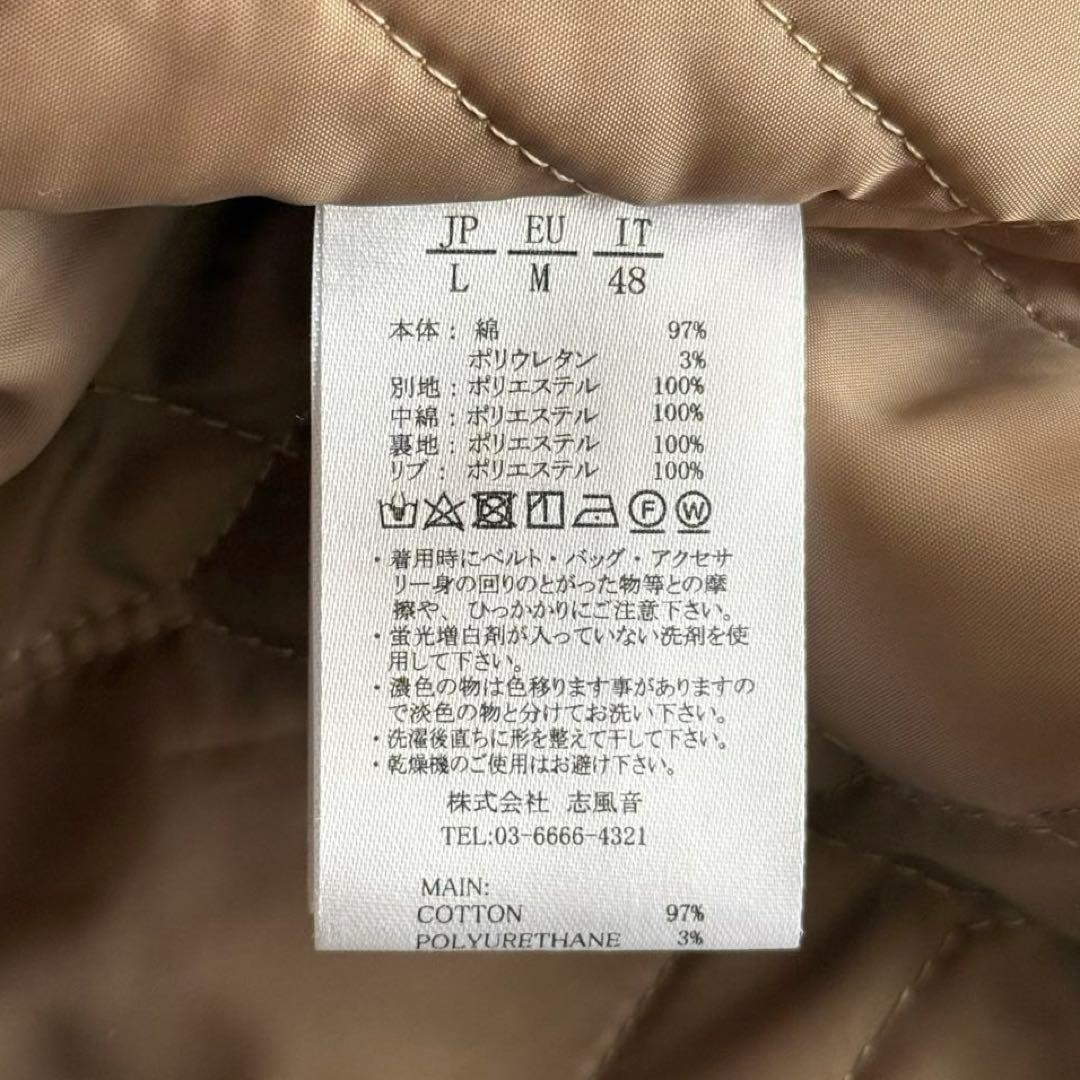 JP EU IT
L M 48
本体: 綿 97%
ポリウレタン 3%
別地: ポリエステル 100%
中綿: ポリエステル 100%
裏地: ポリエステル 100%
リブ: ポリエステル 100%
F W
・着用時にベルト・バッグ・アクセサ
リー身の回りのとがった物等との摩
擦や、ひっかかりにご注意下さい。
・蛍光増白剤が入っていない洗剤を使
用して下さい。
・濃色の物は色移ります事がありますの
で淡色の物と分けてお洗い下さい。
・洗濯後直ちに形を整えて干して下さい。
・乾燥機のご使用はお避け下さい。
株式会社 志風音
TEL:03-6666-4321
MAIN:
COTTON 97%
POLYURETHANE 3%